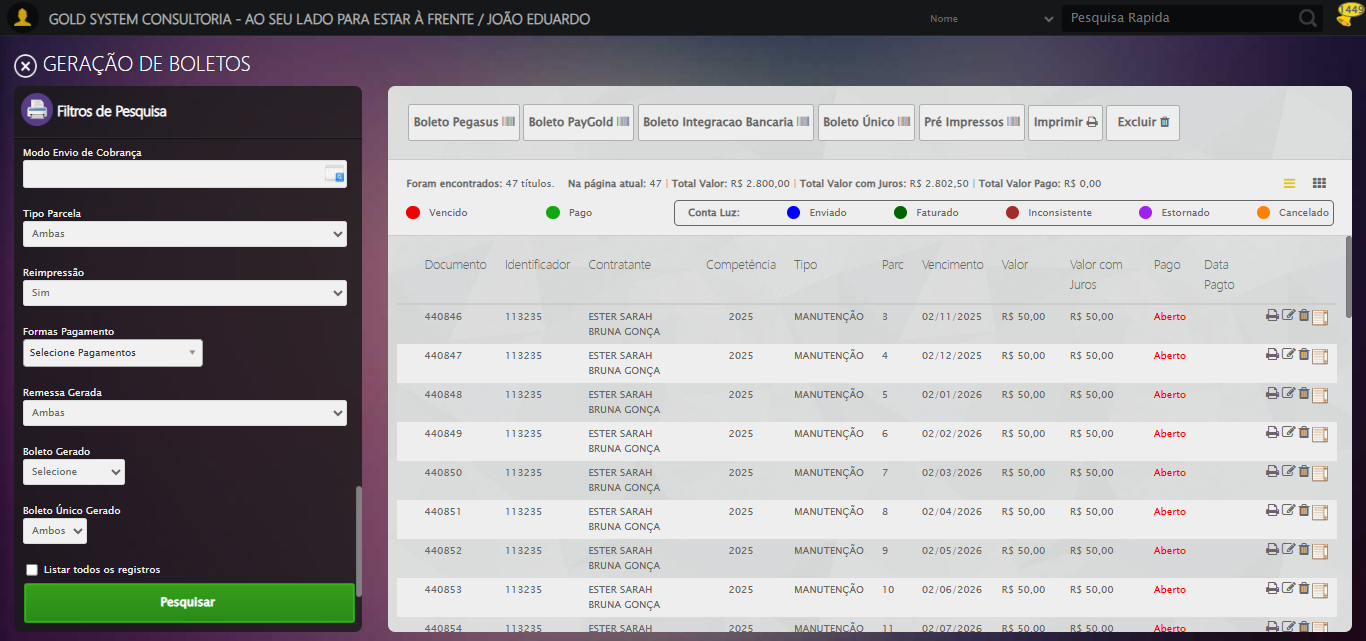 GOLD SYSTEM CONSULTORIA - AO SEU LADO PARA ESTAR À FRENTE / JOÃO EDUARDO
Nome
Pesquisa Rapida
1449
GERAÇÃO DE BOLETOS
Filtros de Pesquisa
Modo Envio de Cobrança
Tipo Parcela
Ambas
Reimpressão
Sim
Formas Pagamento
Selecione Pagamentos
Remessa Gerada
Ambas
Boleto Gerado
Selecione
Boleto Único Gerado
Ambos
Listar todos os registros
Pesquisar
Boleto Pegasus Boleto PayGold Boleto Integracao Bancaria Boleto Único Pré Impressos Imprimir Excluir
Foram encontrados: 47 títulos. Na página atual: 47 | Total Valor: R$ 2.800,00 | Total Valor com Juros: R$ 2.802,50 | Total Valor Pago: R$ 0,00
Vencido Pago Conta Luz: Enviado Faturado Inconsistente Estornado Cancelado
Documento Identificador Contratante Competência Tipo Parc Vencimento Valor Valor com Pago Data
Juros Pagto
440846 113235 ESTER SARAH 2025 MANUTENÇÃO 3 02/11/2025 R$ 50,00 R$ 50,00 Aberto
BRUNA GONÇA
440847 113235 ESTER SARAH 2025 MANUTENÇÃO 4 02/12/2025 R$ 50,00 R$ 50,00 Aberto
BRUNA GONÇA
440848 113235 ESTER SARAH 2025 MANUTENÇÃO 5 02/01/2026 R$ 50,00 R$ 50,00 Aberto
BRUNA GONÇA
440849 113235 ESTER SARAH 2025 MANUTENÇÃO 6 02/02/2026 R$ 50,00 R$ 50,00 Aberto
BRUNA GONÇA
440850 113235 ESTER SARAH 2025 MANUTENÇÃO 7 02/03/2026 R$ 50,00 R$ 50,00 Aberto
BRUNA GONÇA
440851 113235 ESTER SARAH 2025 MANUTENÇÃO 8 02/04/2026 R$ 50,00 R$ 50,00 Aberto
BRUNA GONÇA
440852 113235 ESTER SARAH 2025 MANUTENÇÃO 9 02/05/2026 R$ 50,00 R$ 50,00 Aberto
BRUNA GONÇA
440853 113235 ESTER SARAH 2025 MANUTENÇÃO 10 02/06/2026 R$ 50,00 R$ 50,00 Aberto
BRUNA GONÇA
440854 113235 ESTER SARAH 2025 MANUTENÇÃO 11 02/07/2026 R$ 50,00 R$ 50,00 Aberto